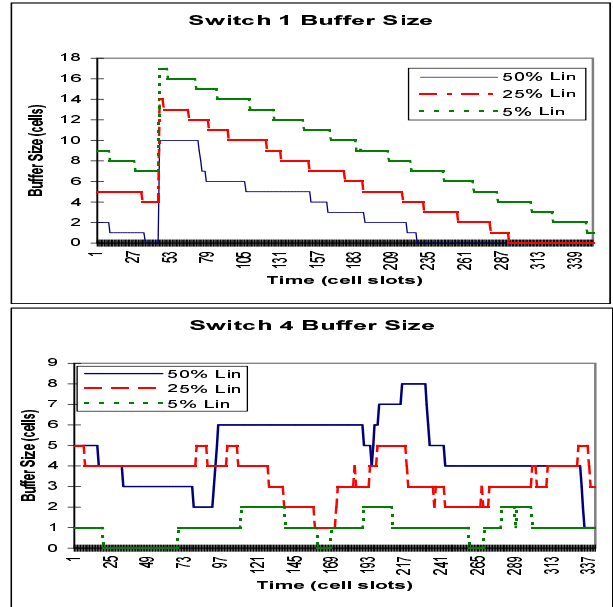 Switch 1 Buffer Size
Buffer Size (cells)
18
16
14
12
10
8
6
4
2
0
50% Lin
25% Lin
5% Lin
1 27 53 79 105 131 157 183 209 235 261 287 313 339
Time (cell slots)
Switch 4 Buffer Size
Buffer Size (cells)
9
8
7
6
5
4
3
2
1
0
50% Lin
25% Lin
5% Lin
1 25 49 73 97 121 145 169 193 217 241 265 289 313 337
Time (cell slots)